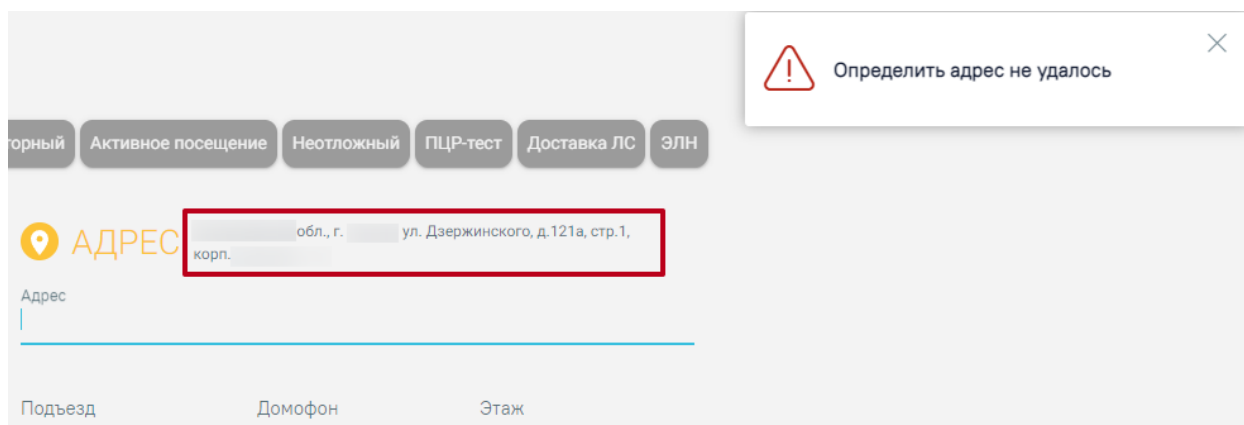 Определить адрес не удалось
торный Активное посещение Неотложный ПЦР-тест Доставка ЛС ЭЛН
АДРЕС
обл., г. ул. Дзержинского, д.121а, стр.1,
корп.
Адрес
Подъезд Домофон Этаж